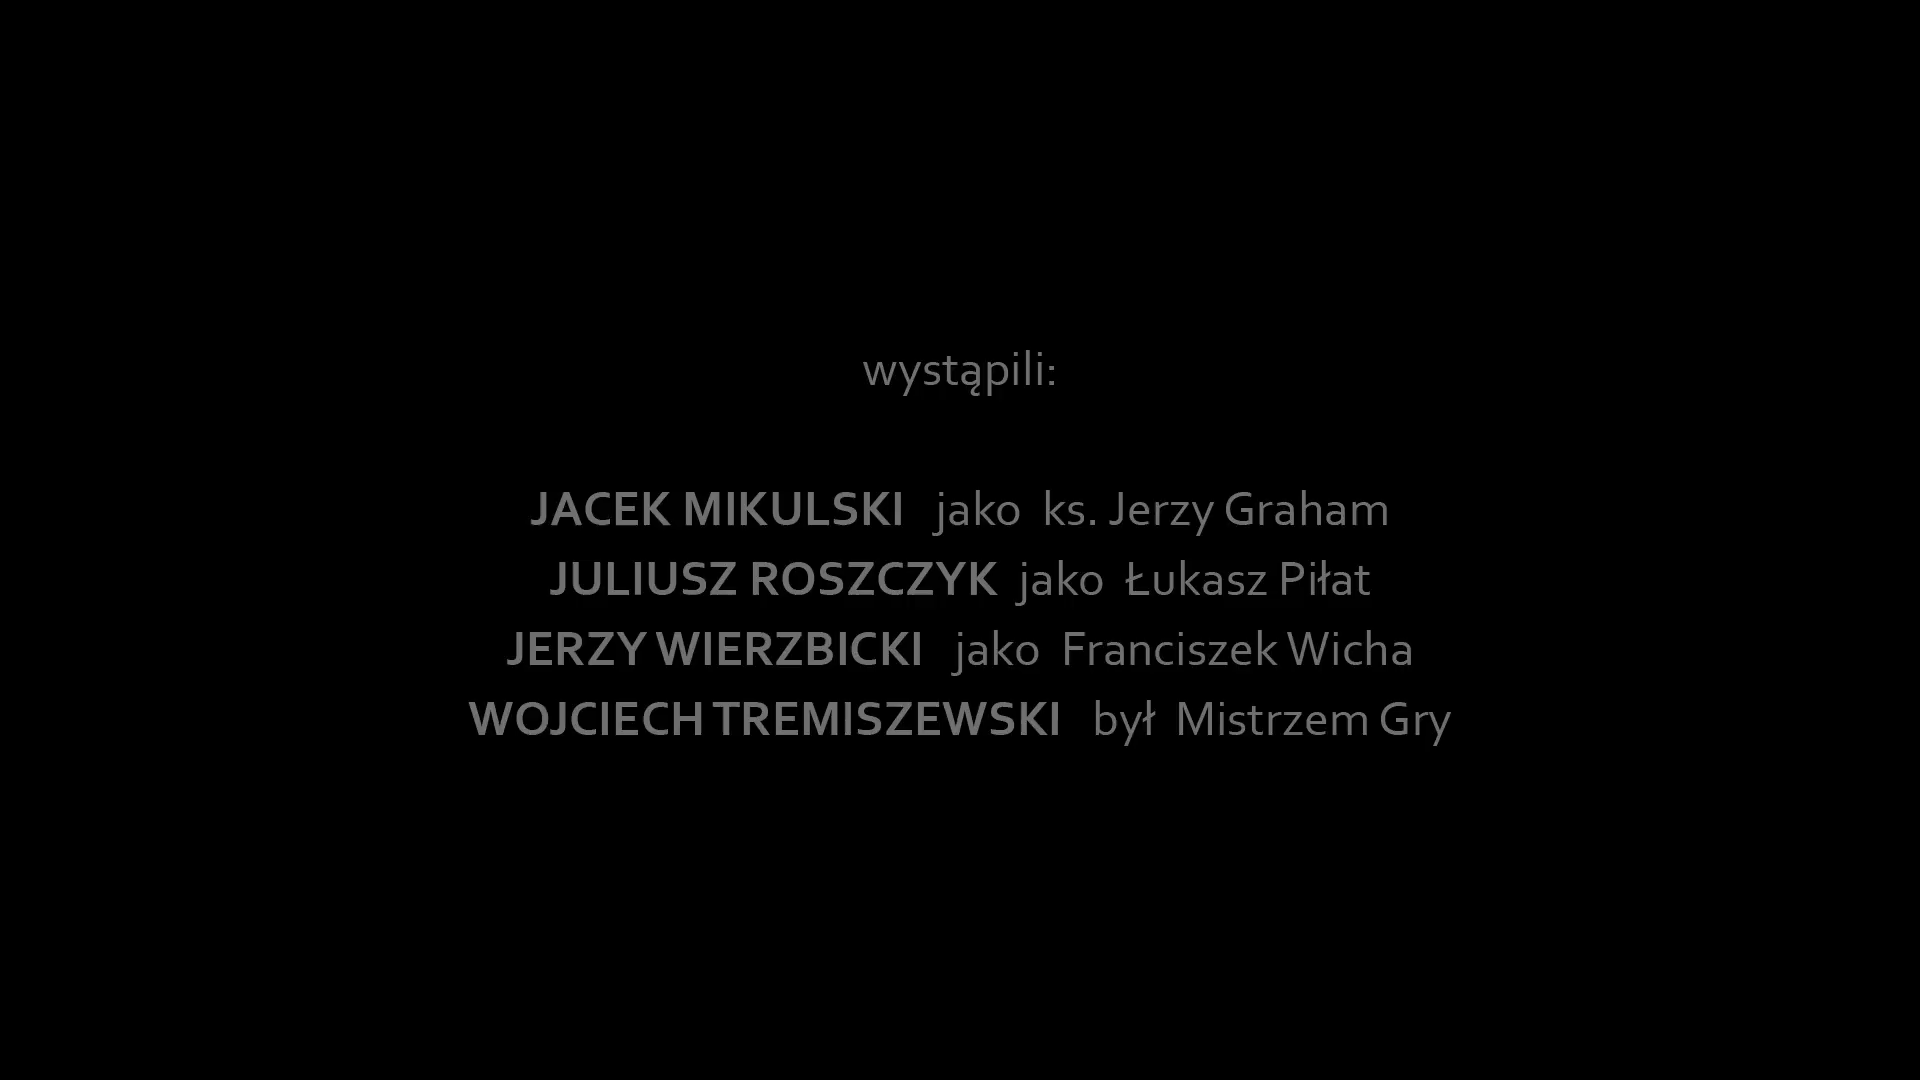 wystąpili:
JACEK MIKULSKI jako ks. Jerzy Graham
JULIUSZ ROSZCZYK jako Łukasz Piłat
JERZY WIERZBICKI jako Franciszek Wicha
WOJCIECH TREMISZEWSKI był Mistrzem Gry